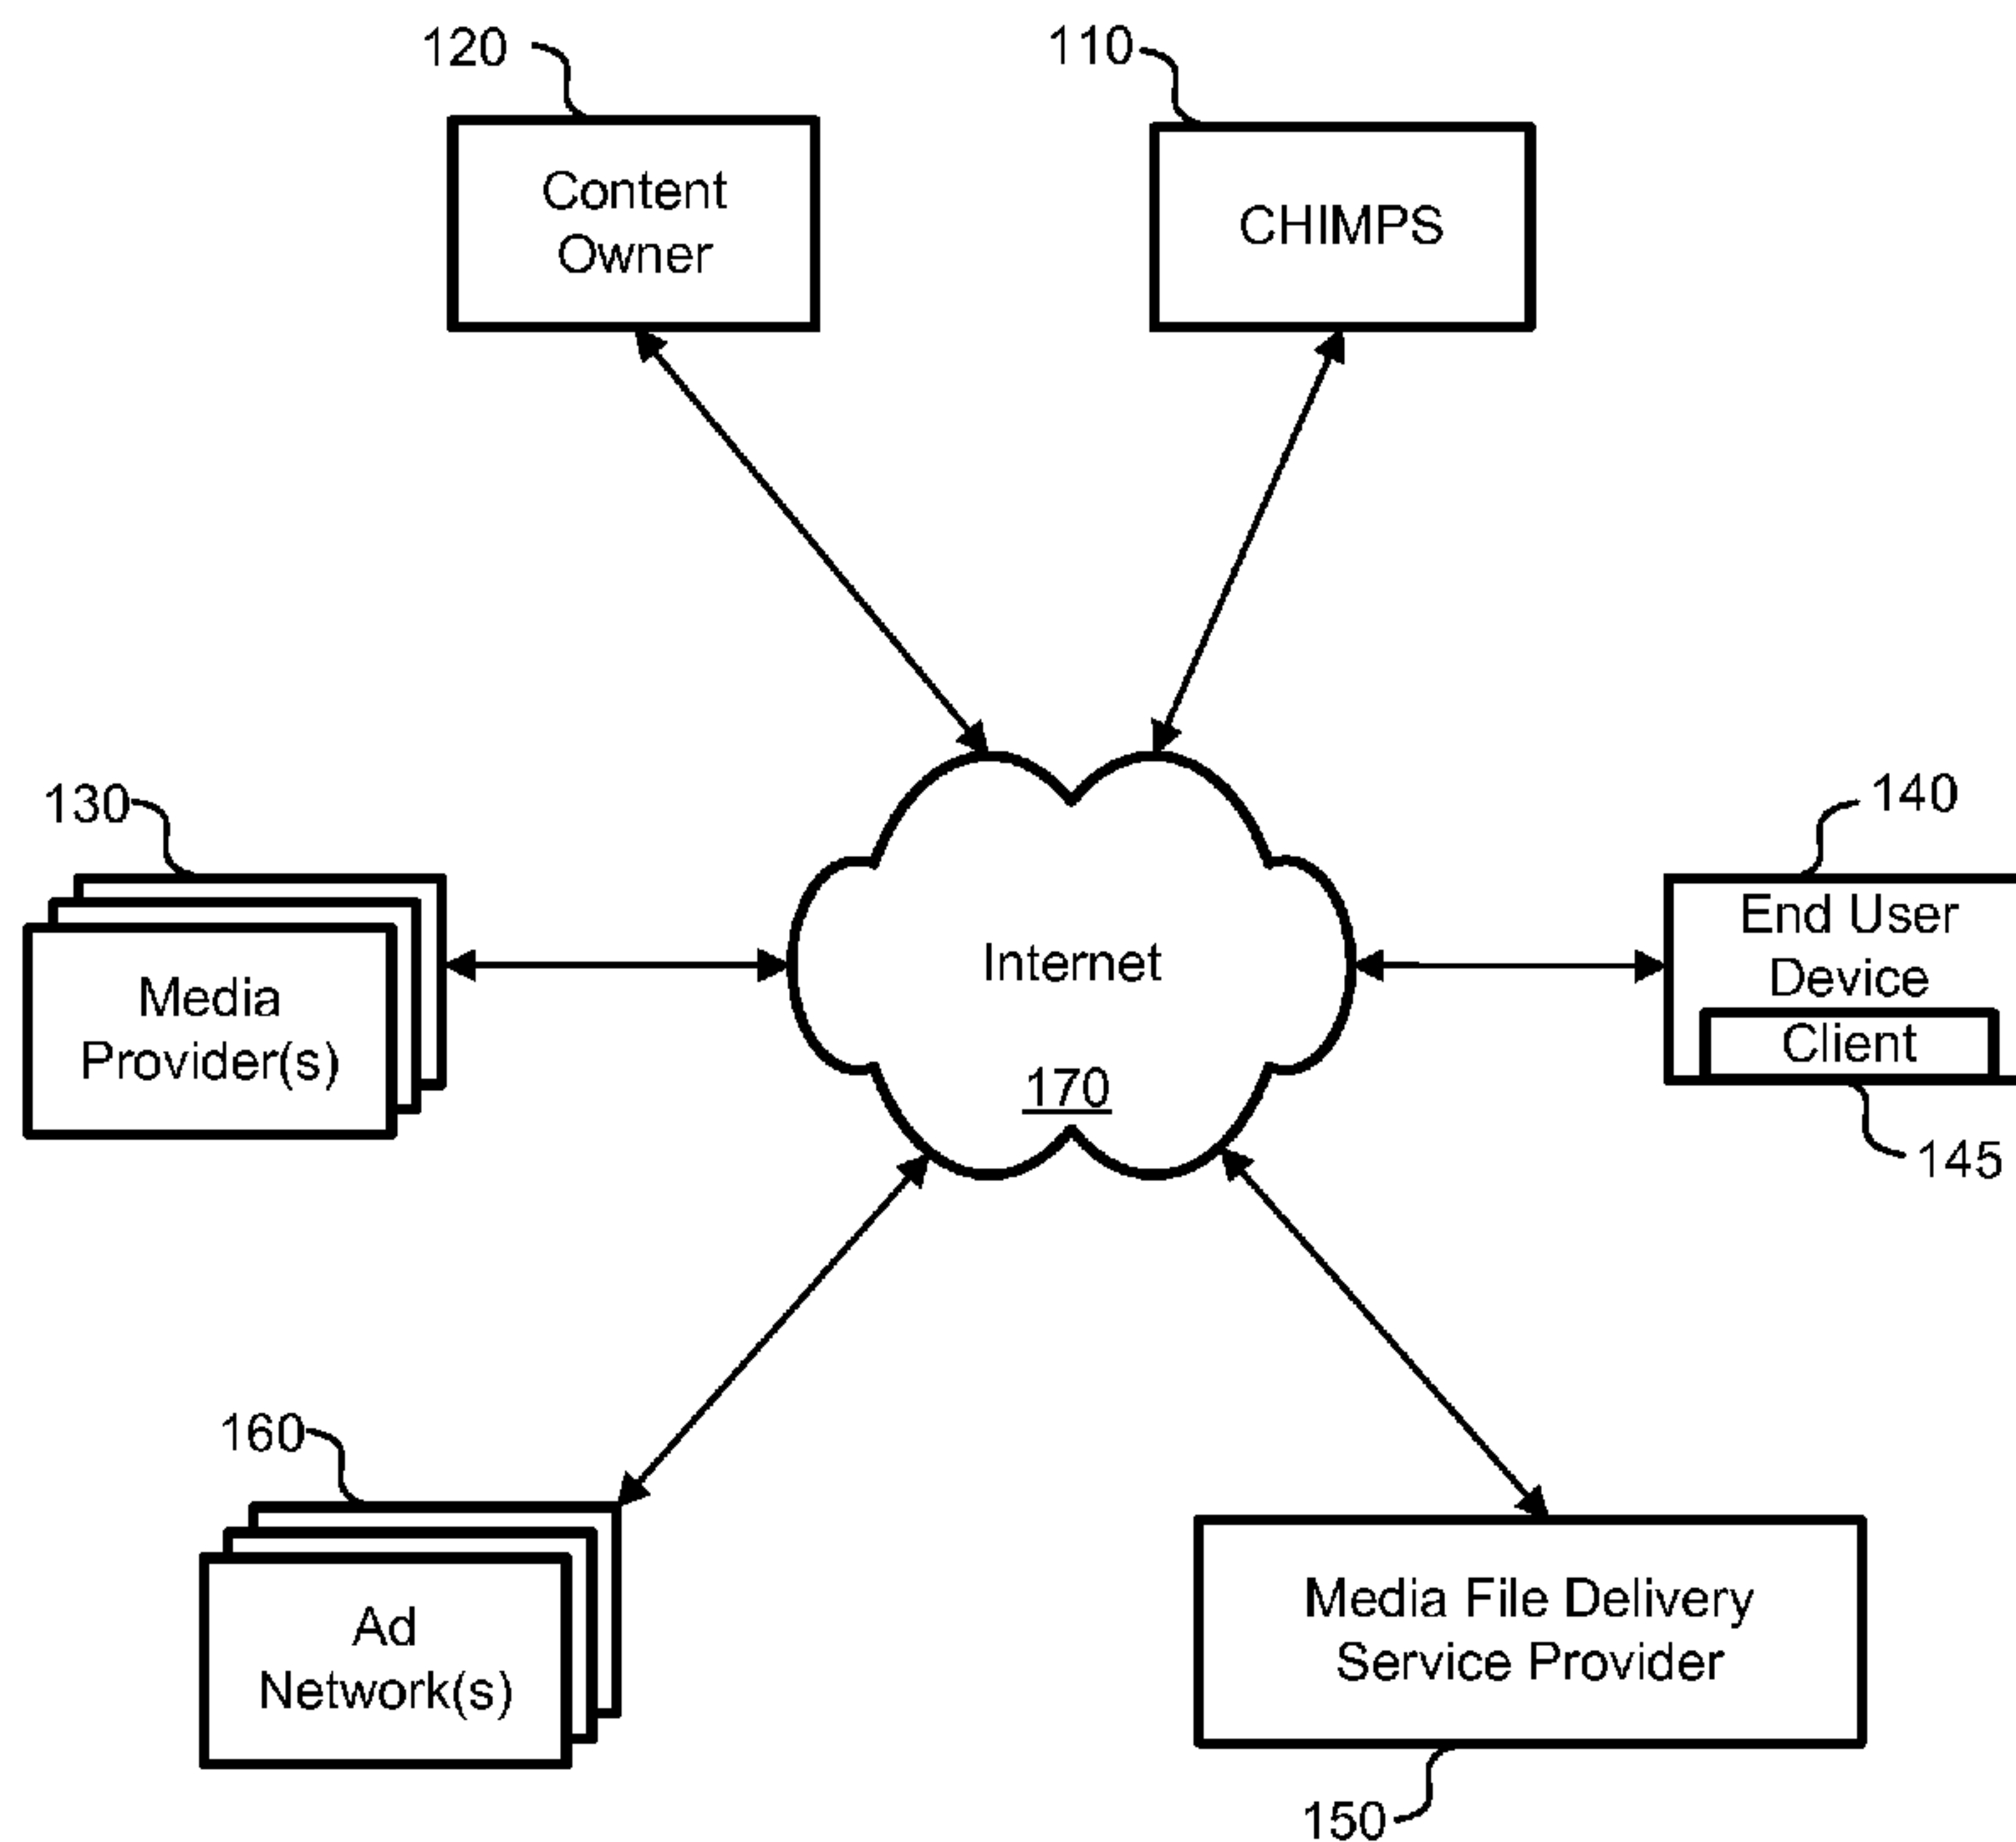 120
110
Content
Owner
CHIMPS
130
140
Media
Provider(s)
Internet
170
End User
Device
Client
145
160
Ad
Network(s)
Media File Delivery
Service Provider
150